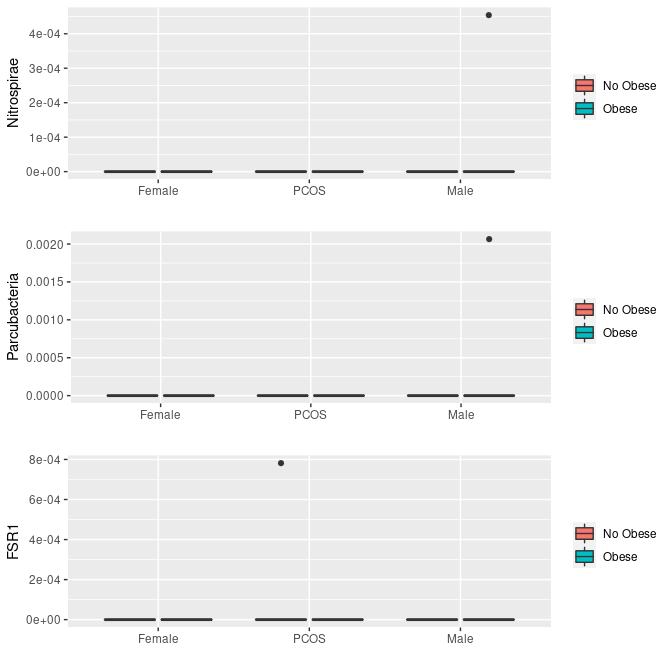 Nitrospirae
4e-04
3e-04
2e-04
1e-04
0e+00
Female PCOS Male
No Obese
Obese
Parcubacteria
0.0020
0.0015
0.0010
0.0005
0.0000
Female PCOS Male
No Obese
Obese
FSR1
8e-04
6e-04
4e-04
2e-04
0e+00
Female PCOS Male
No Obese
Obese